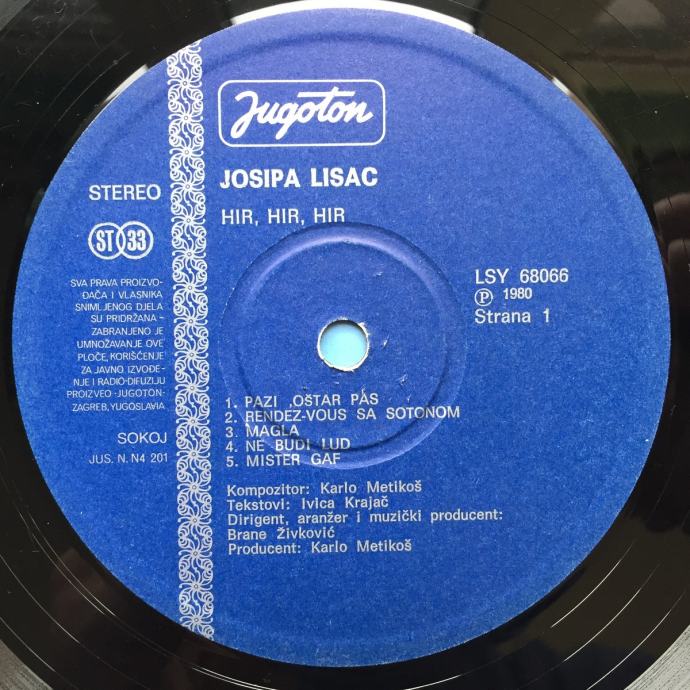 Jugoton
JOSIPA LISAC
HIR, HIR, HIR
STEREO
ST 33
SVA PRAVA PROIZVO-
ĐAČA I VLASNIKA
SNIMLJENOG DJELA
SU PRIDRŽANA -
ZABRANJENO JE
UMNOŽAVANJE OVE
PLOČE, KORIŠĆENJE
ZA JAVNO IZVOĐE-
NJE I RADIO-DIFUZIJU
PROIZVEO -JUGOTON-
ZAGREB, YUGOSLAVIA
SOKOJ
JUS. N. N4 201
LSY 68066
℗ 1980
Strana 1
1. PAZI ,OŠTAR PAS
2. RENDEZ-VOUS SA SOTONOM
3. MAGLA
4. NE BUDI LUD
5. MISTER GAF
Kompozitor: Karlo Metikoš
Tekstovi: Ivica Krajač
Dirigent, aranžer i muzički producent:
Brane Živković
Producent: Karlo Metikoš